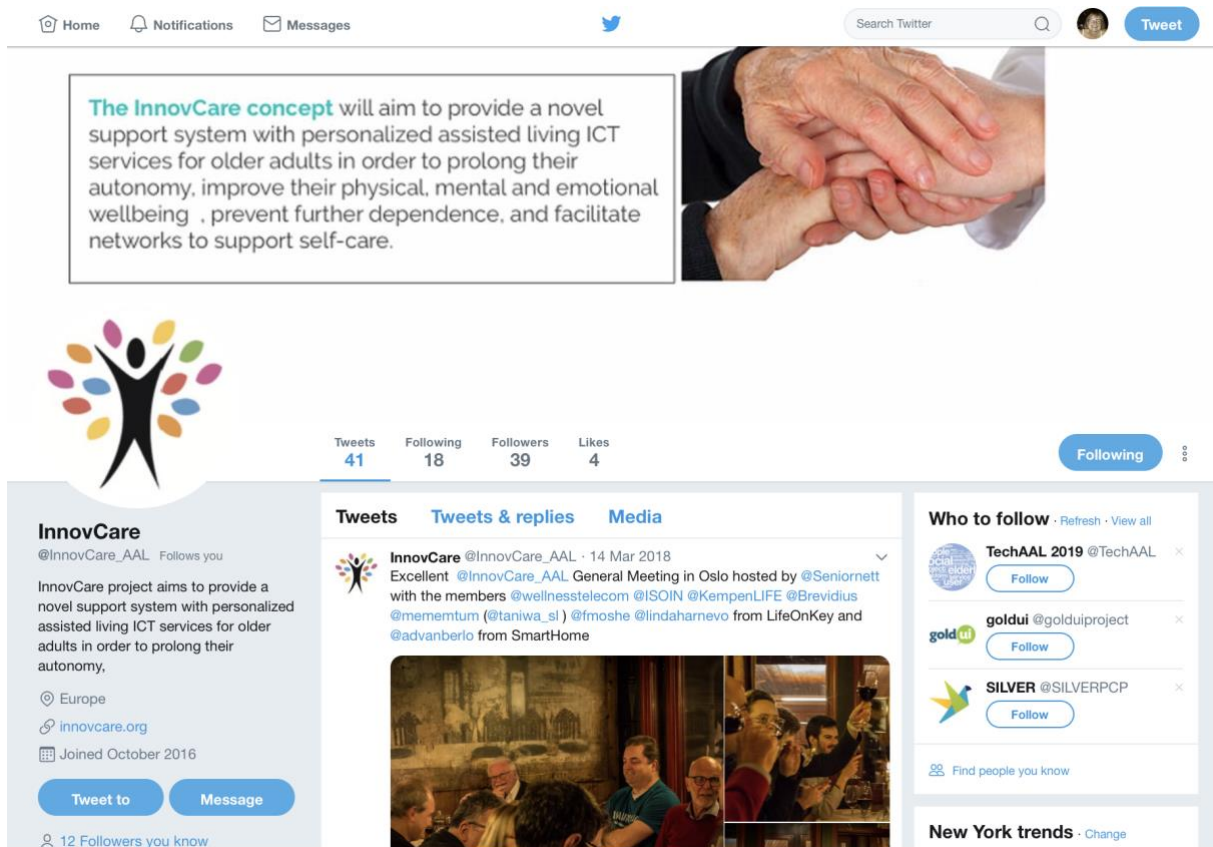 Home Notifications Messages Search Twitter Tweet
The InnovCare concept will aim to provide a novel
support system with personalized assisted living ICT
services for older adults in order to prolong their
autonomy, improve their physical, mental and emotional
wellbeing , prevent further dependence, and facilitate
networks to support self-care.
Tweets Following Followers Likes
41 18 39 4
Following
InnovCare
@InnovCare_AAL Follows you
InnovCare project aims to provide a
novel support system with personalized
assisted living ICT services for older
adults in order to prolong their
autonomy,
Europe
innovcare.org
Joined October 2016
Tweet to Message
12 Followers you know
Tweets Tweets & replies Media
InnovCare @InnovCare_AAL · 14 Mar 2018
Excellent @InnovCare_AAL General Meeting in Oslo hosted by @Seniornett
with the members @wellnesstelecom @ISOIN @KempenLIFE @Brevidius
@mememtum (@taniwa_sl ) @fmoshe @lindaharnevo from LifeOnKey and
@advanberlo from SmartHome
Who to follow · Refresh · View all
TechAAL 2019 @TechAAL
Follow
goldui
goldui @golduiproject
Follow
SILVER @SILVERPCP
Follow
Find people you know
New York trends · Change